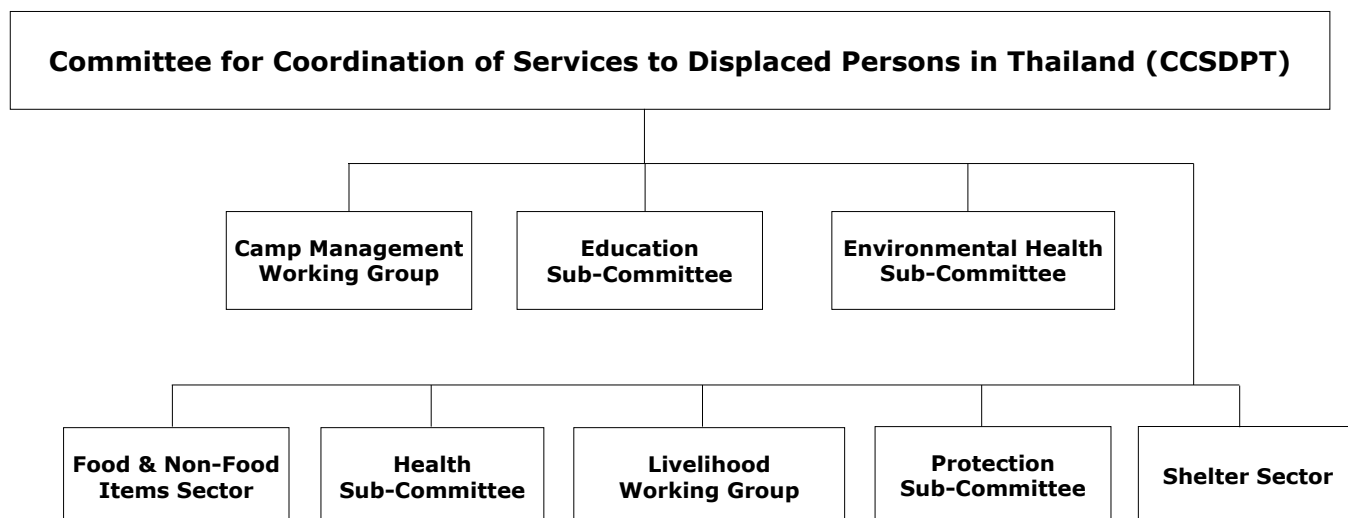 Committee for Coordination of Services to Displaced Persons in Thailand (CCSDPT)
Camp Management
Working Group
Education
Sub-Committee
Environmental Health
Sub-Committee
Food & Non-Food
Items Sector
Health
Sub-Committee
Livelihood
Working Group
Protection
Sub-Committee
Shelter Sector